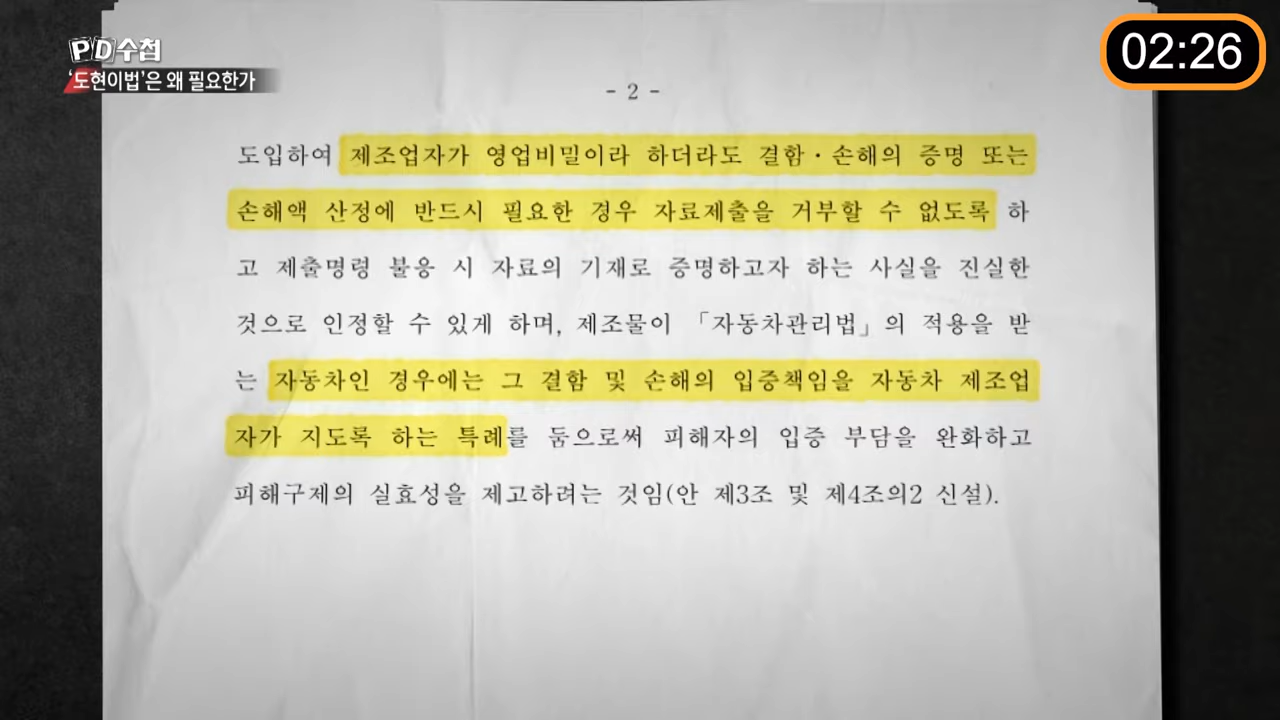 PD수첩
'도현이법'은 왜 필요한가
02:26
- 2 -
도입하여 제조업자가 영업비밀이라 하더라도 결함·손해의 증명 또는
손해액 산정에 반드시 필요한 경우 자료제출을 거부할 수 없도록 하
고 제출명령 불응 시 자료의 기재로 증명하고자 하는 사실을 진실한
것으로 인정할 수 있게 하며, 제조물이 「자동차관리법」의 적용을 받
는 자동차인 경우에는 그 결함 및 손해의 입증책임을 자동차 제조업
자가 지도록 하는 특례를 둠으로써 피해자의 입증 부담을 완화하고
피해구제의 실효성을 제고하려는 것임(안 제3조 및 제4조의2 신설).